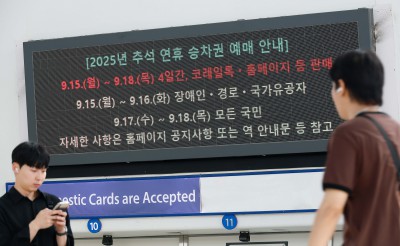 [2025년 추석 연휴 승차권 예매 안내]
9.15.(월) ~ 9.18.(목) 4일간, 코레일톡·홈페이지 등 판매
9.15.(월) ~ 9.16.(화) 장애인·경로·국가유공자
9.17.(수) ~ 9.18.(목) 모든 국민
자세한 사항은 홈페이지 공지사항 또는 역 안내문 등 참고
estic Cards are Accepted
10
11